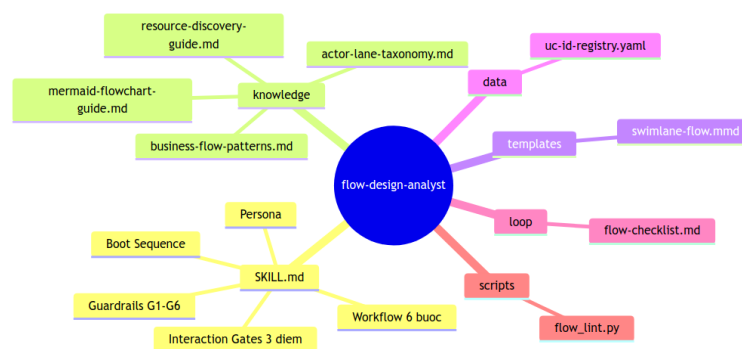 resource-discovery-
guide.md
actor-lane-taxonomy.md
mermaid-flowchart-
guide.md
knowledge
business-flow-patterns.md
uc-id-registry.yaml
data
templates
swimlane-flow.mmd
flow-design-analyst
Persona
Boot Sequence
SKILL.md
Guardrails G1-G6
Interaction Gates 3 diem
Workflow 6 buoc
loop
flow-checklist.md
scripts
flow_lint.py